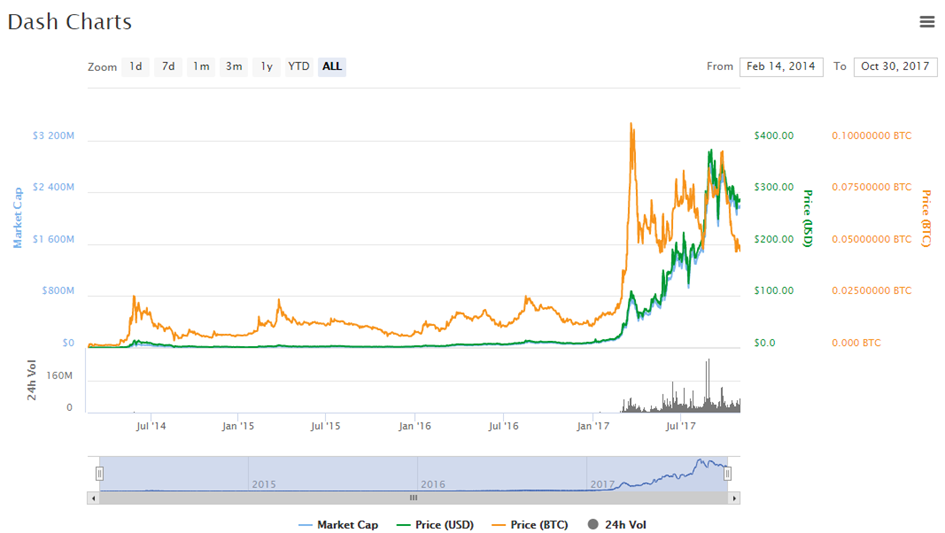 Dash Charts
Zoom 1d 7d 1m 3m 1y YTD ALL From Feb 14, 2014 To Oct 30, 2017
$3 200M $400.00 0.10000000 BTC
$2 400M $300.00 0.07500000 BTC
Market Cap Price (USD) Price (BTC)
$1 600M $200.00 0.05000000 BTC
$800M $100.00 0.02500000 BTC
$0 $0.0 0.000 BTC
24h Vol
160M
0
Jul '14 Jan '15 Jul '15 Jan '16 Jul '16 Jan '17 Jul '17
2015 2016 2017
Market Cap Price (USD) Price (BTC) 24h Vol